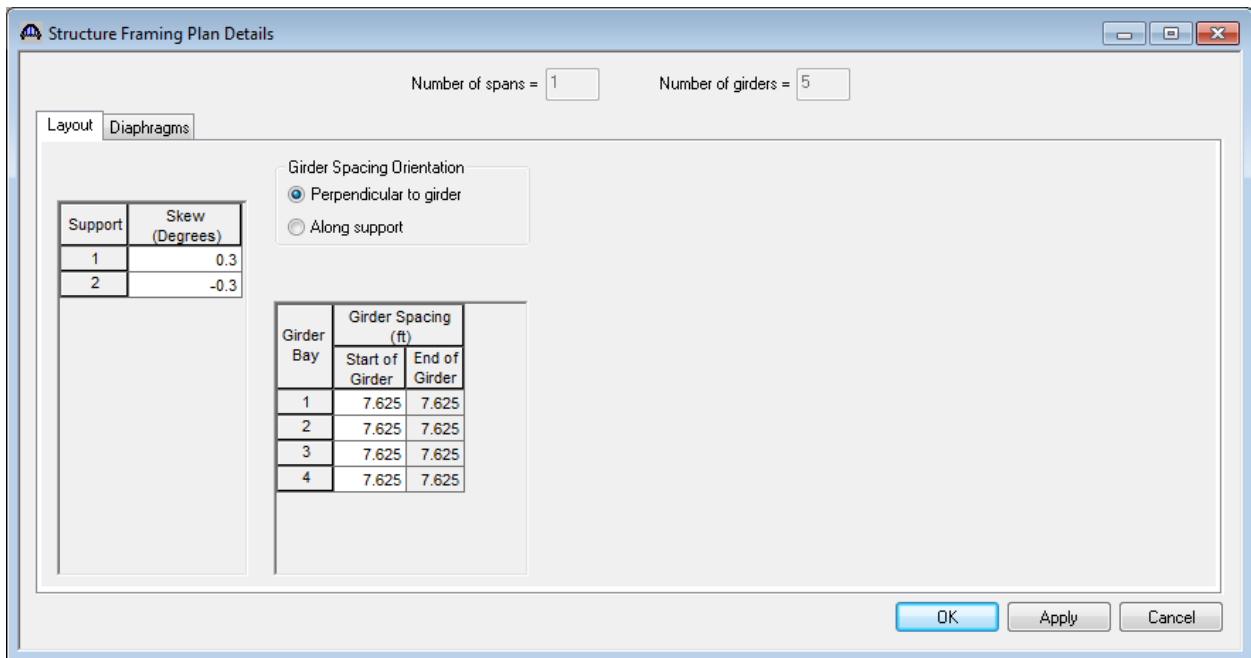 Structure Framing Plan Details
Number of spans = 1 Number of girders = 5
Layout Diaphragms
Girder Spacing Orientation
Perpendicular to girder
Along support
Support Skew (Degrees)
1 0.3
2 -0.3
Girder Bay Girder Spacing (ft)
Start of Girder End of Girder
1 7.625 7.625
2 7.625 7.625
3 7.625 7.625
4 7.625 7.625
OK Apply Cancel